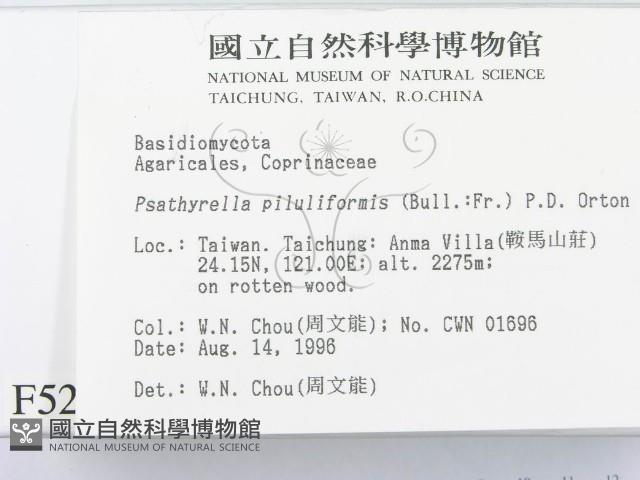 國立自然科學博物館
NATIONAL MUSEUM OF NATURAL SCIENCE
TAICHUNG, TAIWAN, R.O.CHINA
Basidiomycota
Agaricales, Coprinaceae
Psathyrella piluliformis (Bull.:Fr.) P.D. Orton
Loc.: Taiwan. Taichung: Anma Villa(鞍馬山莊)
24.15N, 121.00E; alt. 2275m;
on rotten wood.
Col.: W.N. Chou(周文能); No. CWN 01696
Date: Aug. 14, 1996
Det.: W.N. Chou(周文能)
F52
國立自然科學博物館
NATIONAL MUSEUM OF NATURAL SCIENCE